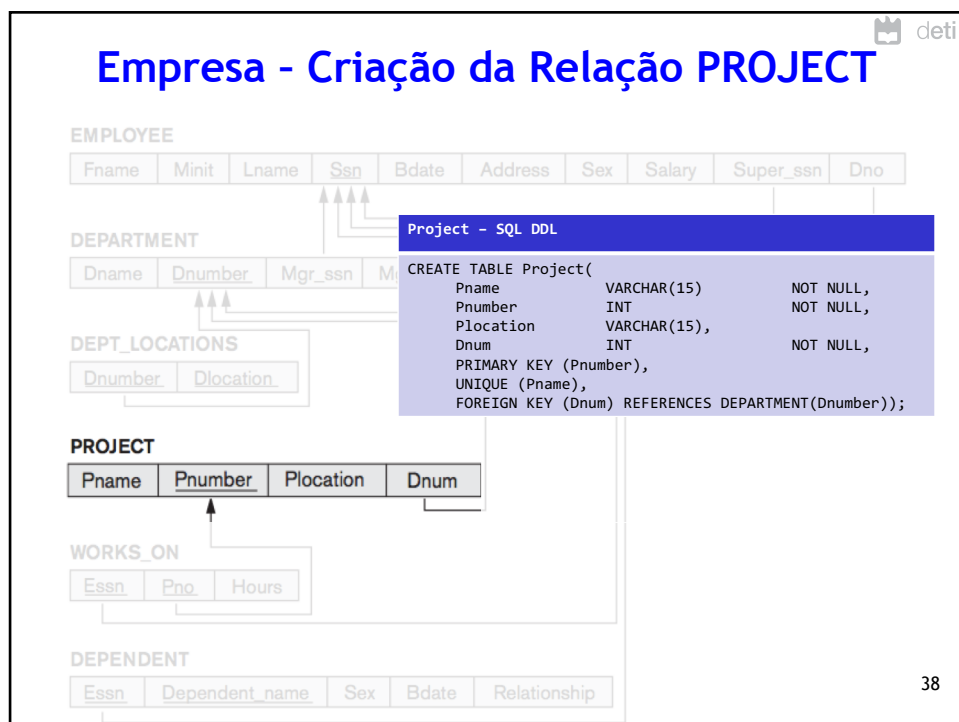 deti
Empresa – Criação da Relação PROJECT
EMPLOYEE
Fname Minit Lname Ssn Bdate Address Sex Salary Super_ssn Dno
Project – SQL DDL
DEPARTMENT
Dname Dnumber Mgr_ssn M
CREATE TABLE Project(
Pname VARCHAR(15) NOT NULL,
Pnumber INT NOT NULL,
Plocation VARCHAR(15),
Dnum INT NOT NULL,
PRIMARY KEY (Pnumber),
UNIQUE (Pname),
FOREIGN KEY (Dnum) REFERENCES DEPARTMENT(Dnumber));
DEPT_LOCATIONS
Dnumber Dlocation
PROJECT
Pname Pnumber Plocation Dnum
WORKS_ON
Essn Pno Hours
DEPENDENT
Essn Dependent_name Sex Bdate Relationship
38